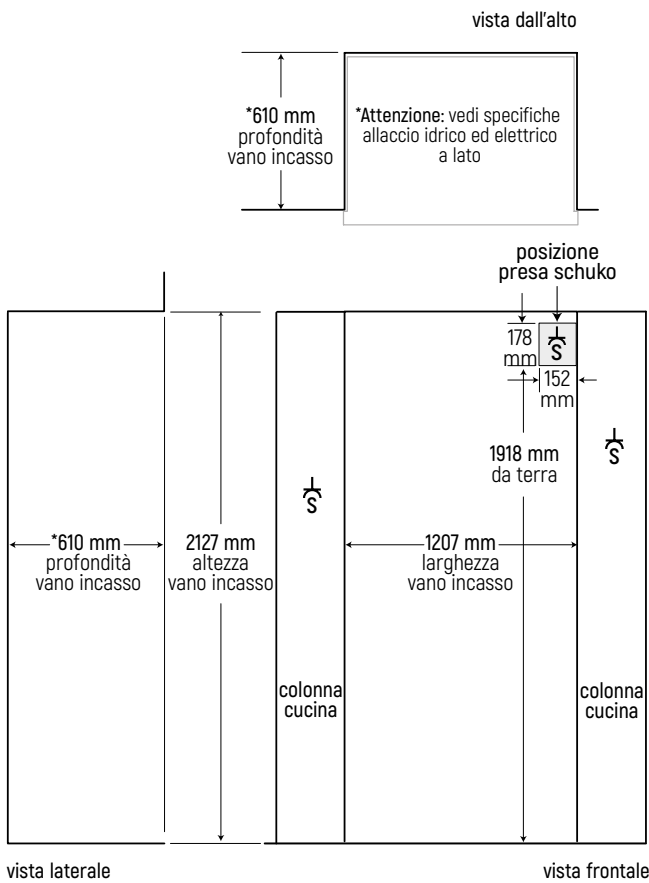 vista dall'alto
*610 mm
profondità
vano incasso
*Attenzione: vedi specifiche
allaccio idrico ed elettrico
a lato
posizione
presa schuko
178
mm
S
152
mm
1918 mm
da terra
S
S
*610 mm
profondità
vano incasso
2127 mm
altezza
vano incasso
1207 mm
larghezza
vano incasso
colonna
cucina
colonna
cucina
vista laterale
vista frontale